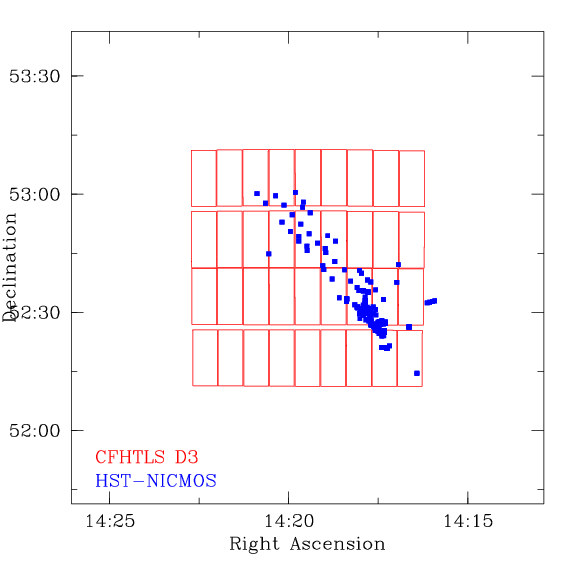 53:30
53:00
52:30
52:00
Declination
CFHTLS D3
HST-NICMOS
14:25 14:20 14:15
Right Ascension